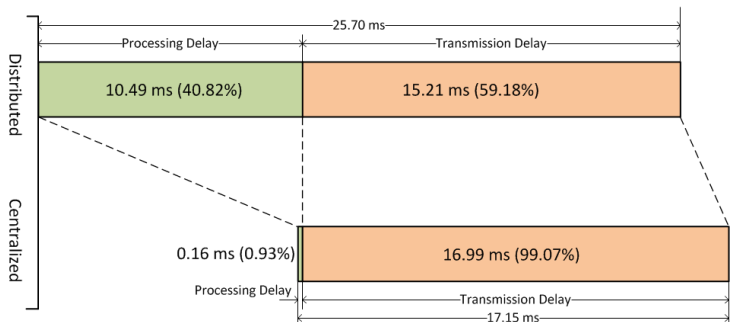 25.70 ms
Processing Delay
Transmission Delay
Distributed
10.49 ms (40.82%)
15.21 ms (59.18%)
Centralized
0.16 ms (0.93%)
16.99 ms (99.07%)
Processing Delay
Transmission Delay
17.15 ms